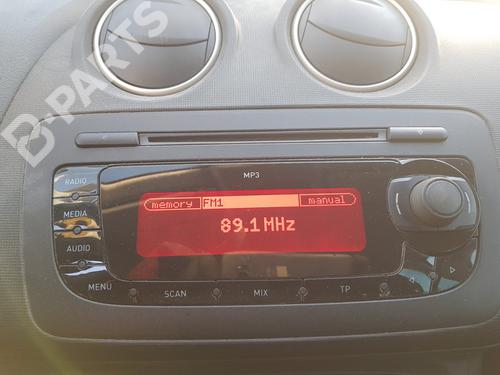 B-PARTS
MP3
RADIO
MEDIA
AUDIO
MENU
memory FM1 manual
89.1 MHz
SCAN MIX TP